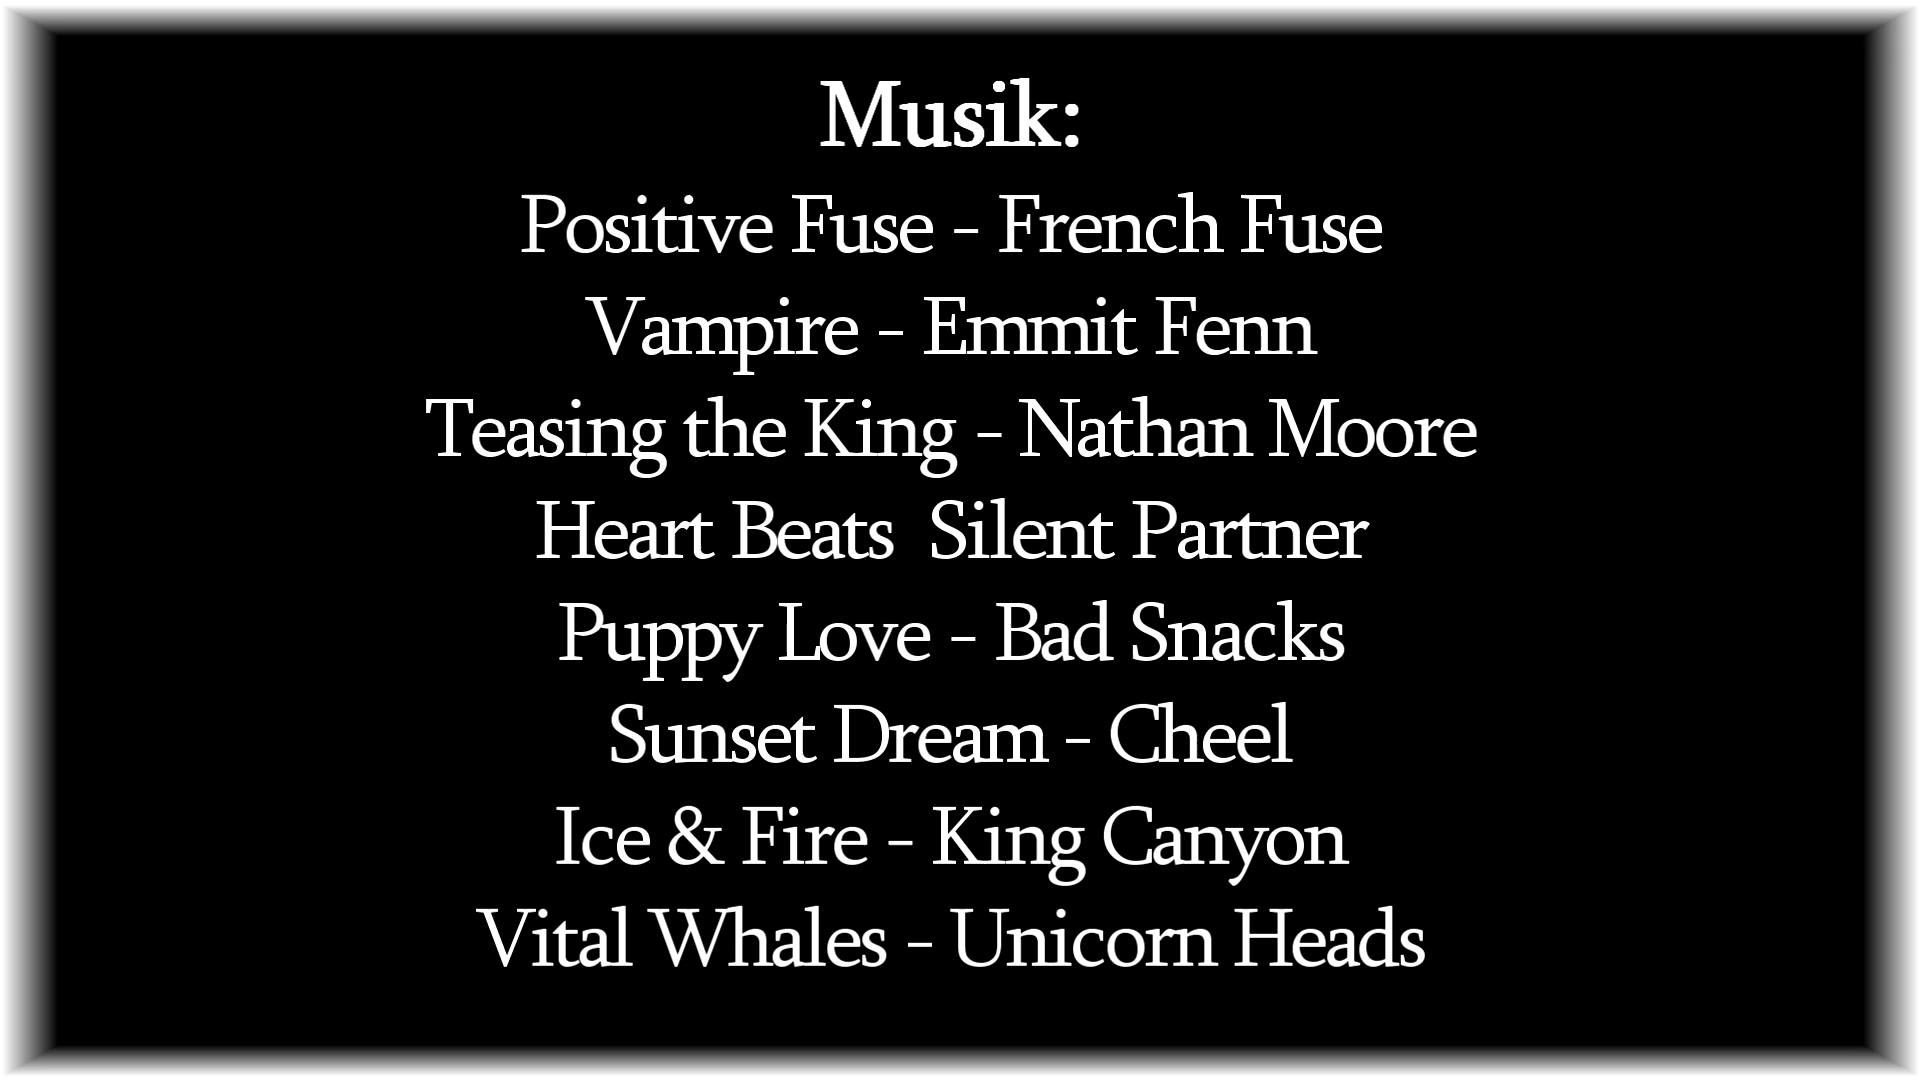 Musik:
Positive Fuse - French Fuse
Vampire - Emmit Fenn
Teasing the King - Nathan Moore
Heart Beats  Silent Partner
Puppy Love - Bad Snacks
Sunset Dream - Cheel
Ice & Fire - King Canyon
Vital Whales - Unicorn Heads